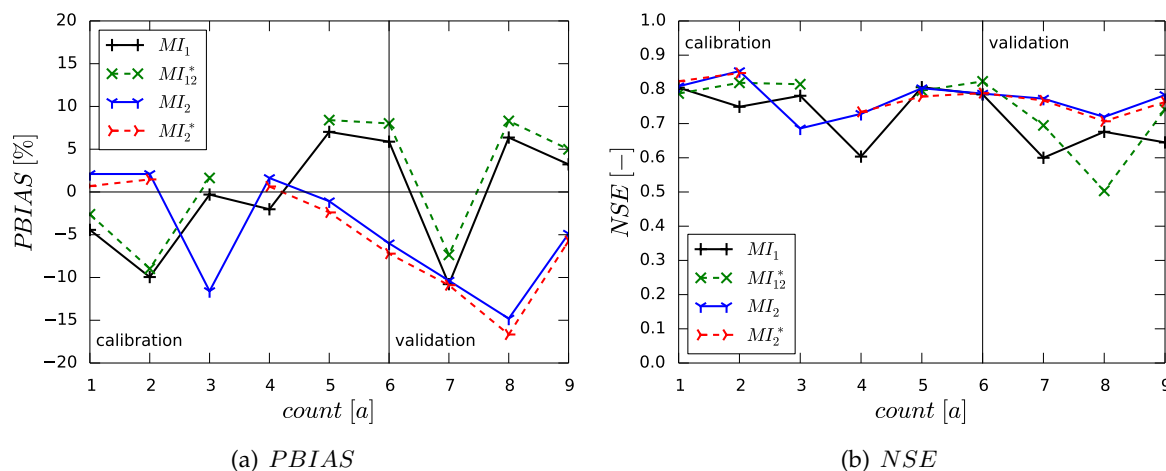 20
15
10
5
0
−5
−10
−15
−20
PBIAS [%]
MI₁
MI*₁₂
MI₂
MI*₂
calibration
validation
1 2 3 4 5 6 7 8 9
count [a]
(a) PBIAS
1.0
0.9
0.8
0.7
0.6
0.5
0.4
0.3
0.2
0.1
0.0
NSE [−]
calibration
validation
MI₁
MI*₁₂
MI₂
MI*₂
1 2 3 4 5 6 7 8 9
count [a]
(b) NSE